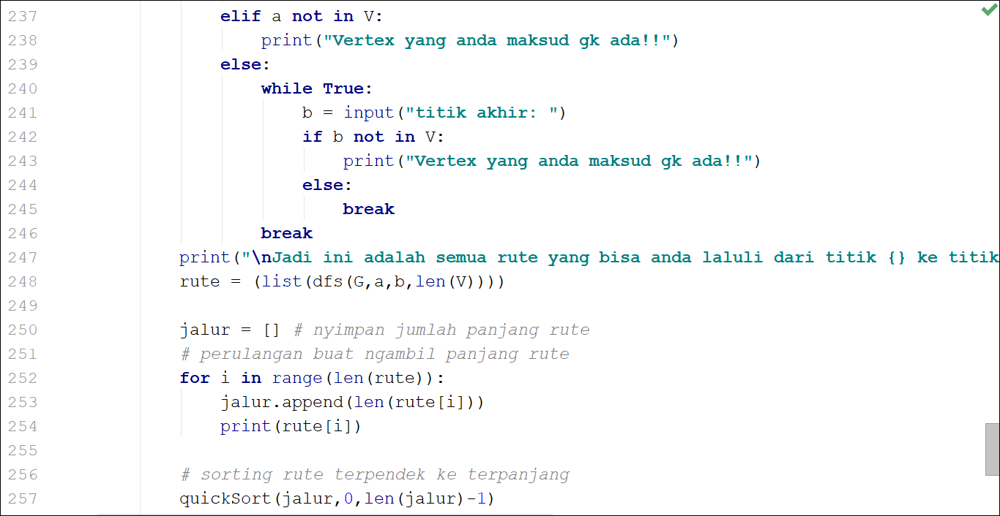 237 elif a not in V:
238 print("Vertex yang anda maksud gk ada!!")
239 else:
240 while True:
241 b = input("titik akhir: ")
242 if b not in V:
243 print("Vertex yang anda maksud gk ada!!")
244 else:
245 break
246 break
247 print("\nJadi ini adalah semua rute yang bisa anda laluli dari titik {} ke titik
248 rute = (list(dfs(G,a,b,len(V))))
249
250 jalur = [] # nyimpan jumlah panjang rute
251 # perulangan buat ngambil panjang rute
252 for i in range(len(rute)):
253 jalur.append(len(rute[i]))
254 print(rute[i])
255
256 # sorting rute terpendek ke terpanjang
257 quickSort(jalur,0,len(jalur)-1)